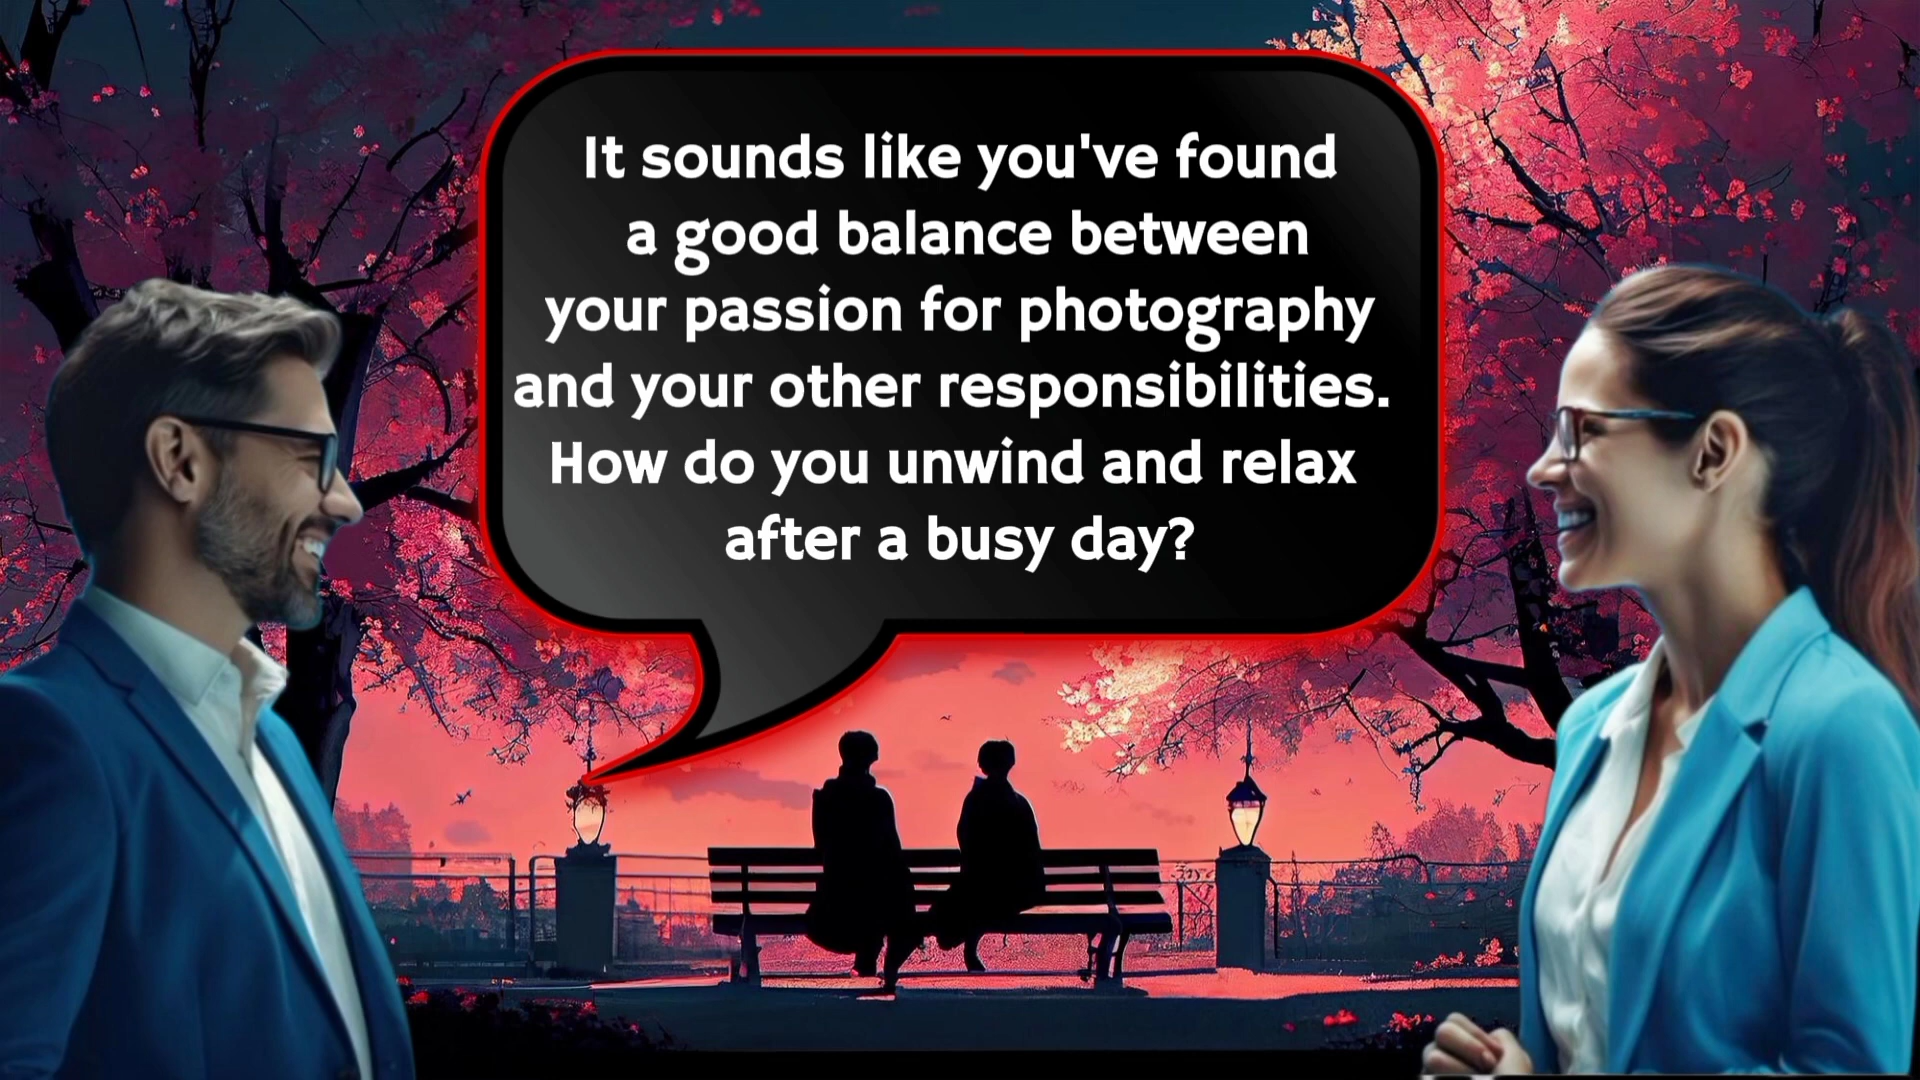 It sounds like you've found
a good balance between
your passion for photography
and your other responsibilities.
How do you unwind and relax
after a busy day?